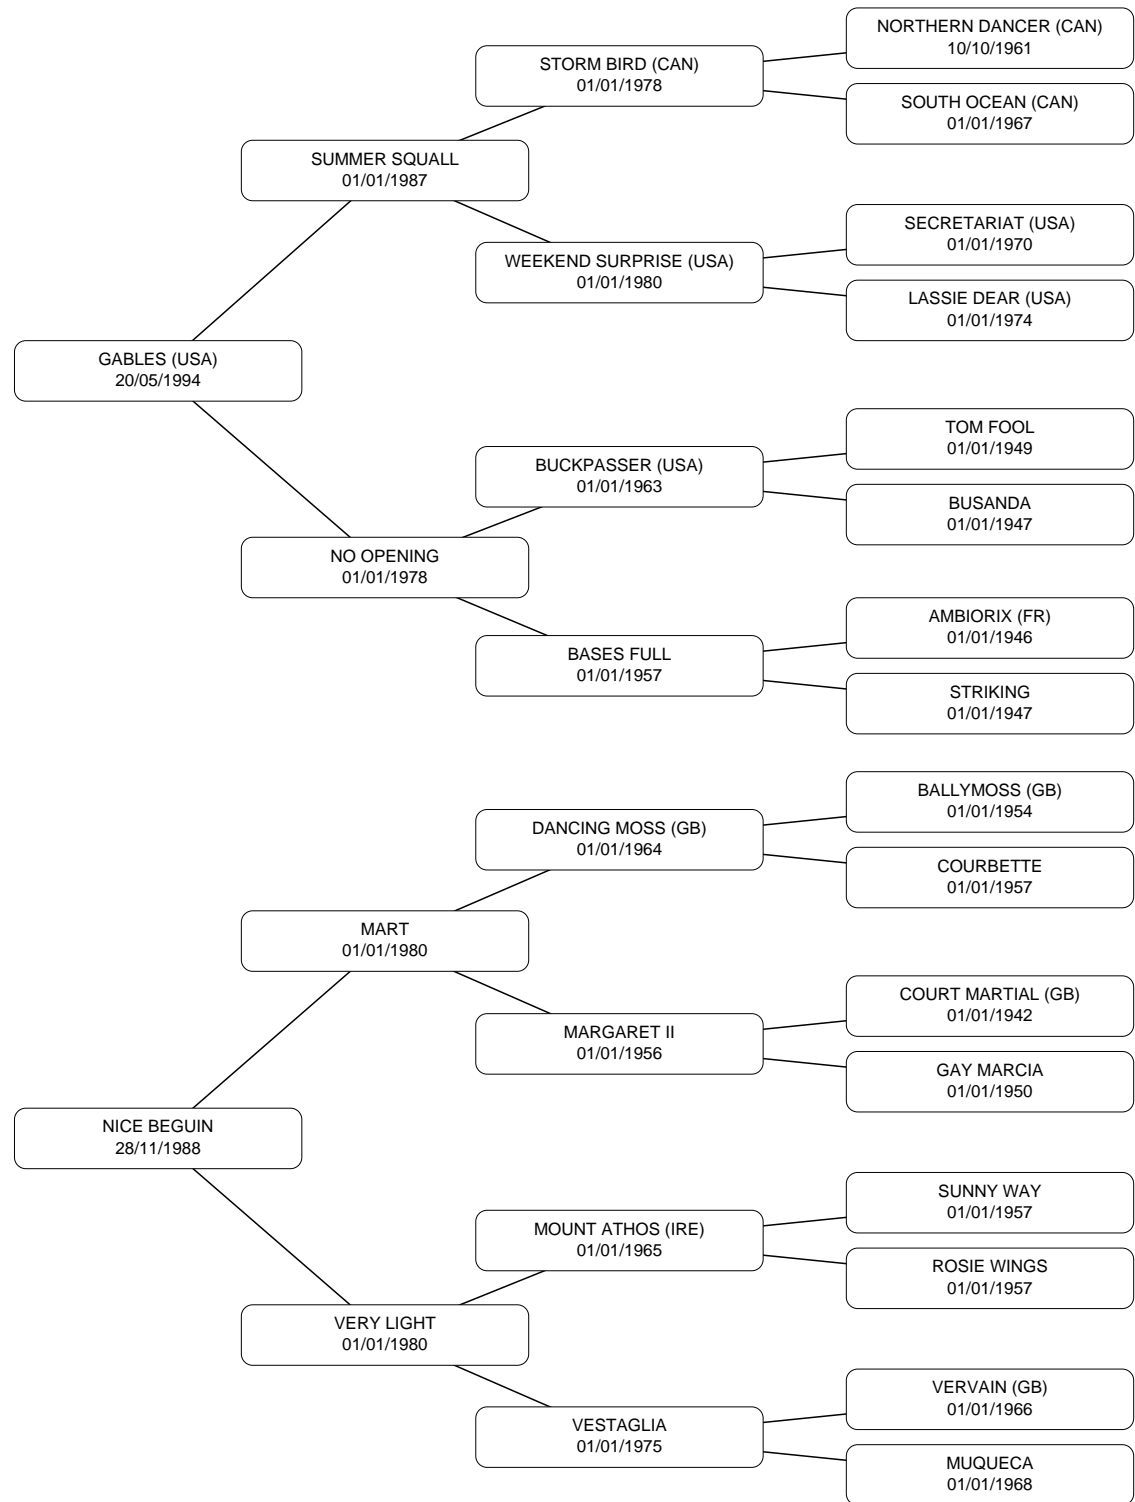 NORTHERN DANCER (CAN)
10/10/1961
STORM BIRD (CAN)
01/01/1978
SOUTH OCEAN (CAN)
01/01/1967
SUMMER SQUALL
01/01/1987
SECRETARIAT (USA)
01/01/1970
WEEKEND SURPRISE (USA)
01/01/1980
LASSIE DEAR (USA)
01/01/1974
GABLES (USA)
20/05/1994
TOM FOOL
01/01/1949
BUCKPASSER (USA)
01/01/1963
BUSANDA
01/01/1947
NO OPENING
01/01/1978
AMBIORIX (FR)
01/01/1946
BASES FULL
01/01/1957
STRIKING
01/01/1947
BALLYMOSS (GB)
01/01/1954
DANCING MOSS (GB)
01/01/1964
COURBETTE
01/01/1957
MART
01/01/1980
COURT MARTIAL (GB)
01/01/1942
MARGARET II
01/01/1956
GAY MARCIA
01/01/1950
NICE BEGUIN
28/11/1988
SUNNY WAY
01/01/1957
MOUNT ATHOS (IRE)
01/01/1965
ROSIE WINGS
01/01/1957
VERY LIGHT
01/01/1980
VERVAIN (GB)
01/01/1966
VESTAGLIA
01/01/1975
MUQUECA
01/01/1968